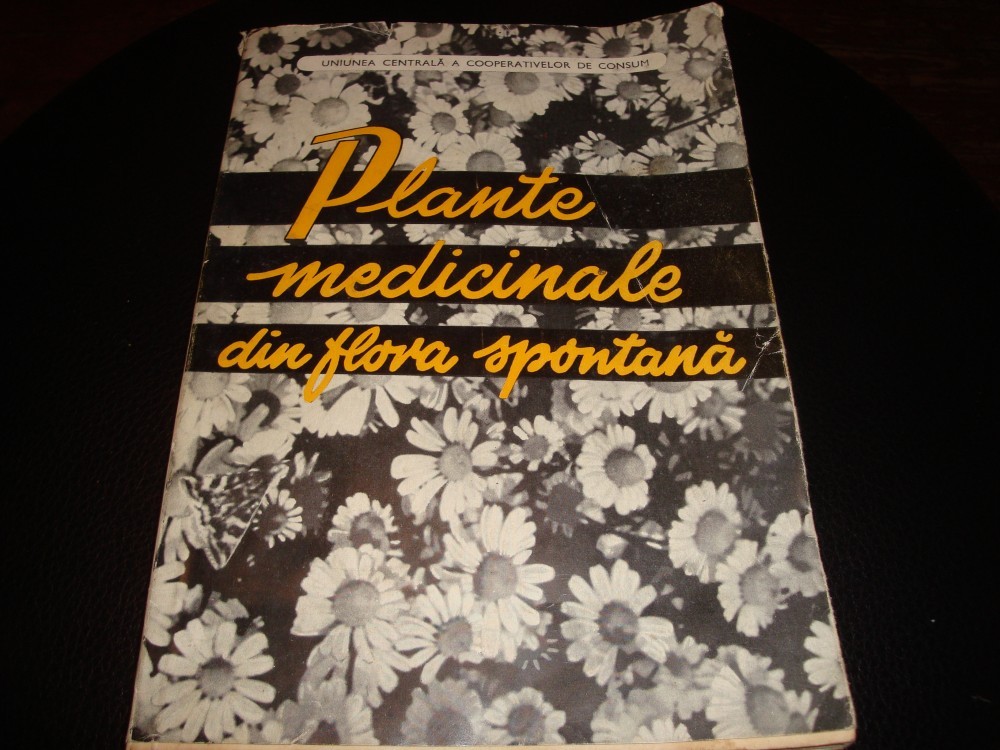 UNIUNEA CENTRALĂ A COOPERATIVELOR DE CONSUM
Plante
medicinale
din flora spontană